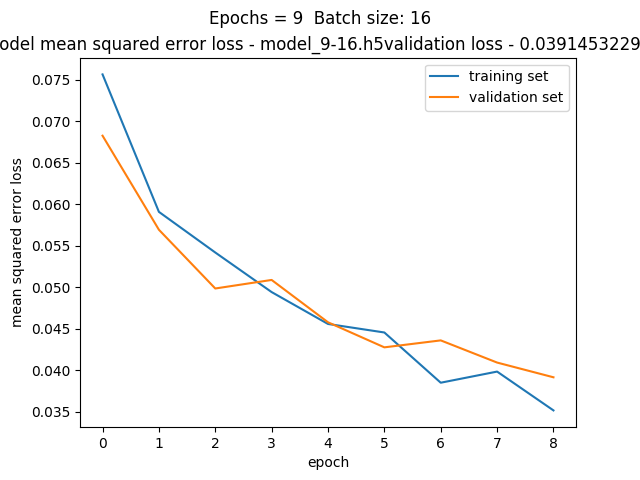 Epochs = 9 Batch size: 16
odel mean squared error loss - model_9-16.h5validation loss - 0.0391453229
training set
validation set
mean squared error loss
0.075
0.070
0.065
0.060
0.055
0.050
0.045
0.040
0.035
0 1 2 3 4 5 6 7 8
epoch